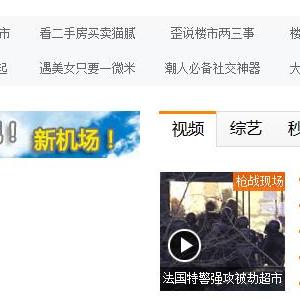 市 看二手房买卖猫腻 歪说楼市两三事 楼
起 遇美女只要一微米 潮人必备社交神器 大
! 新机场!
视频 综艺 秒
枪战现场
法国特警强攻被劫超市